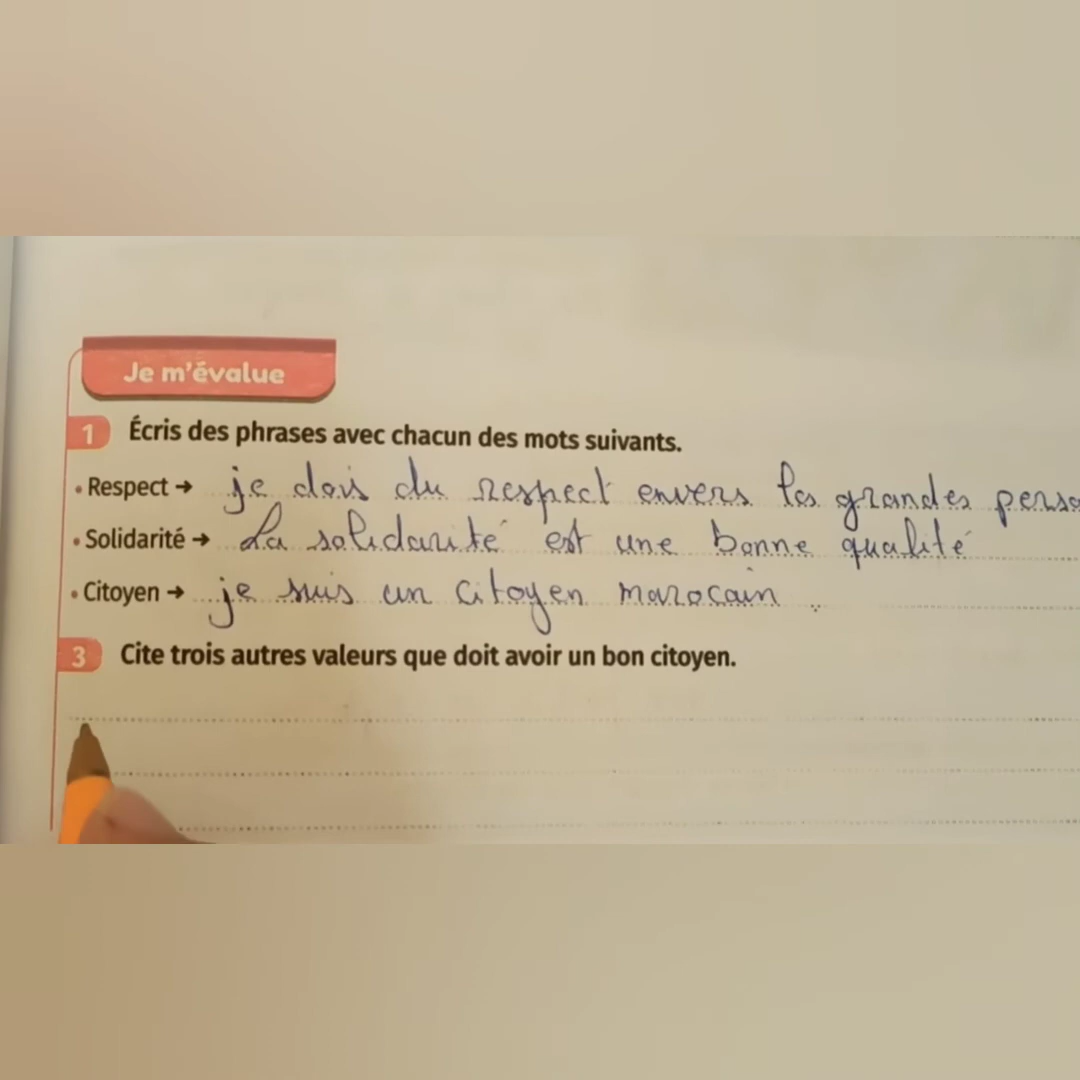 Je m'évalue
1 Écris des phrases avec chacun des mots suivants.
• Respect → je dois du respect envers les grandes perso
• Solidarité → La solidarité est une bonne qualité
• Citoyen → je suis un citoyen marocain
3 Cite trois autres valeurs que doit avoir un bon citoyen.